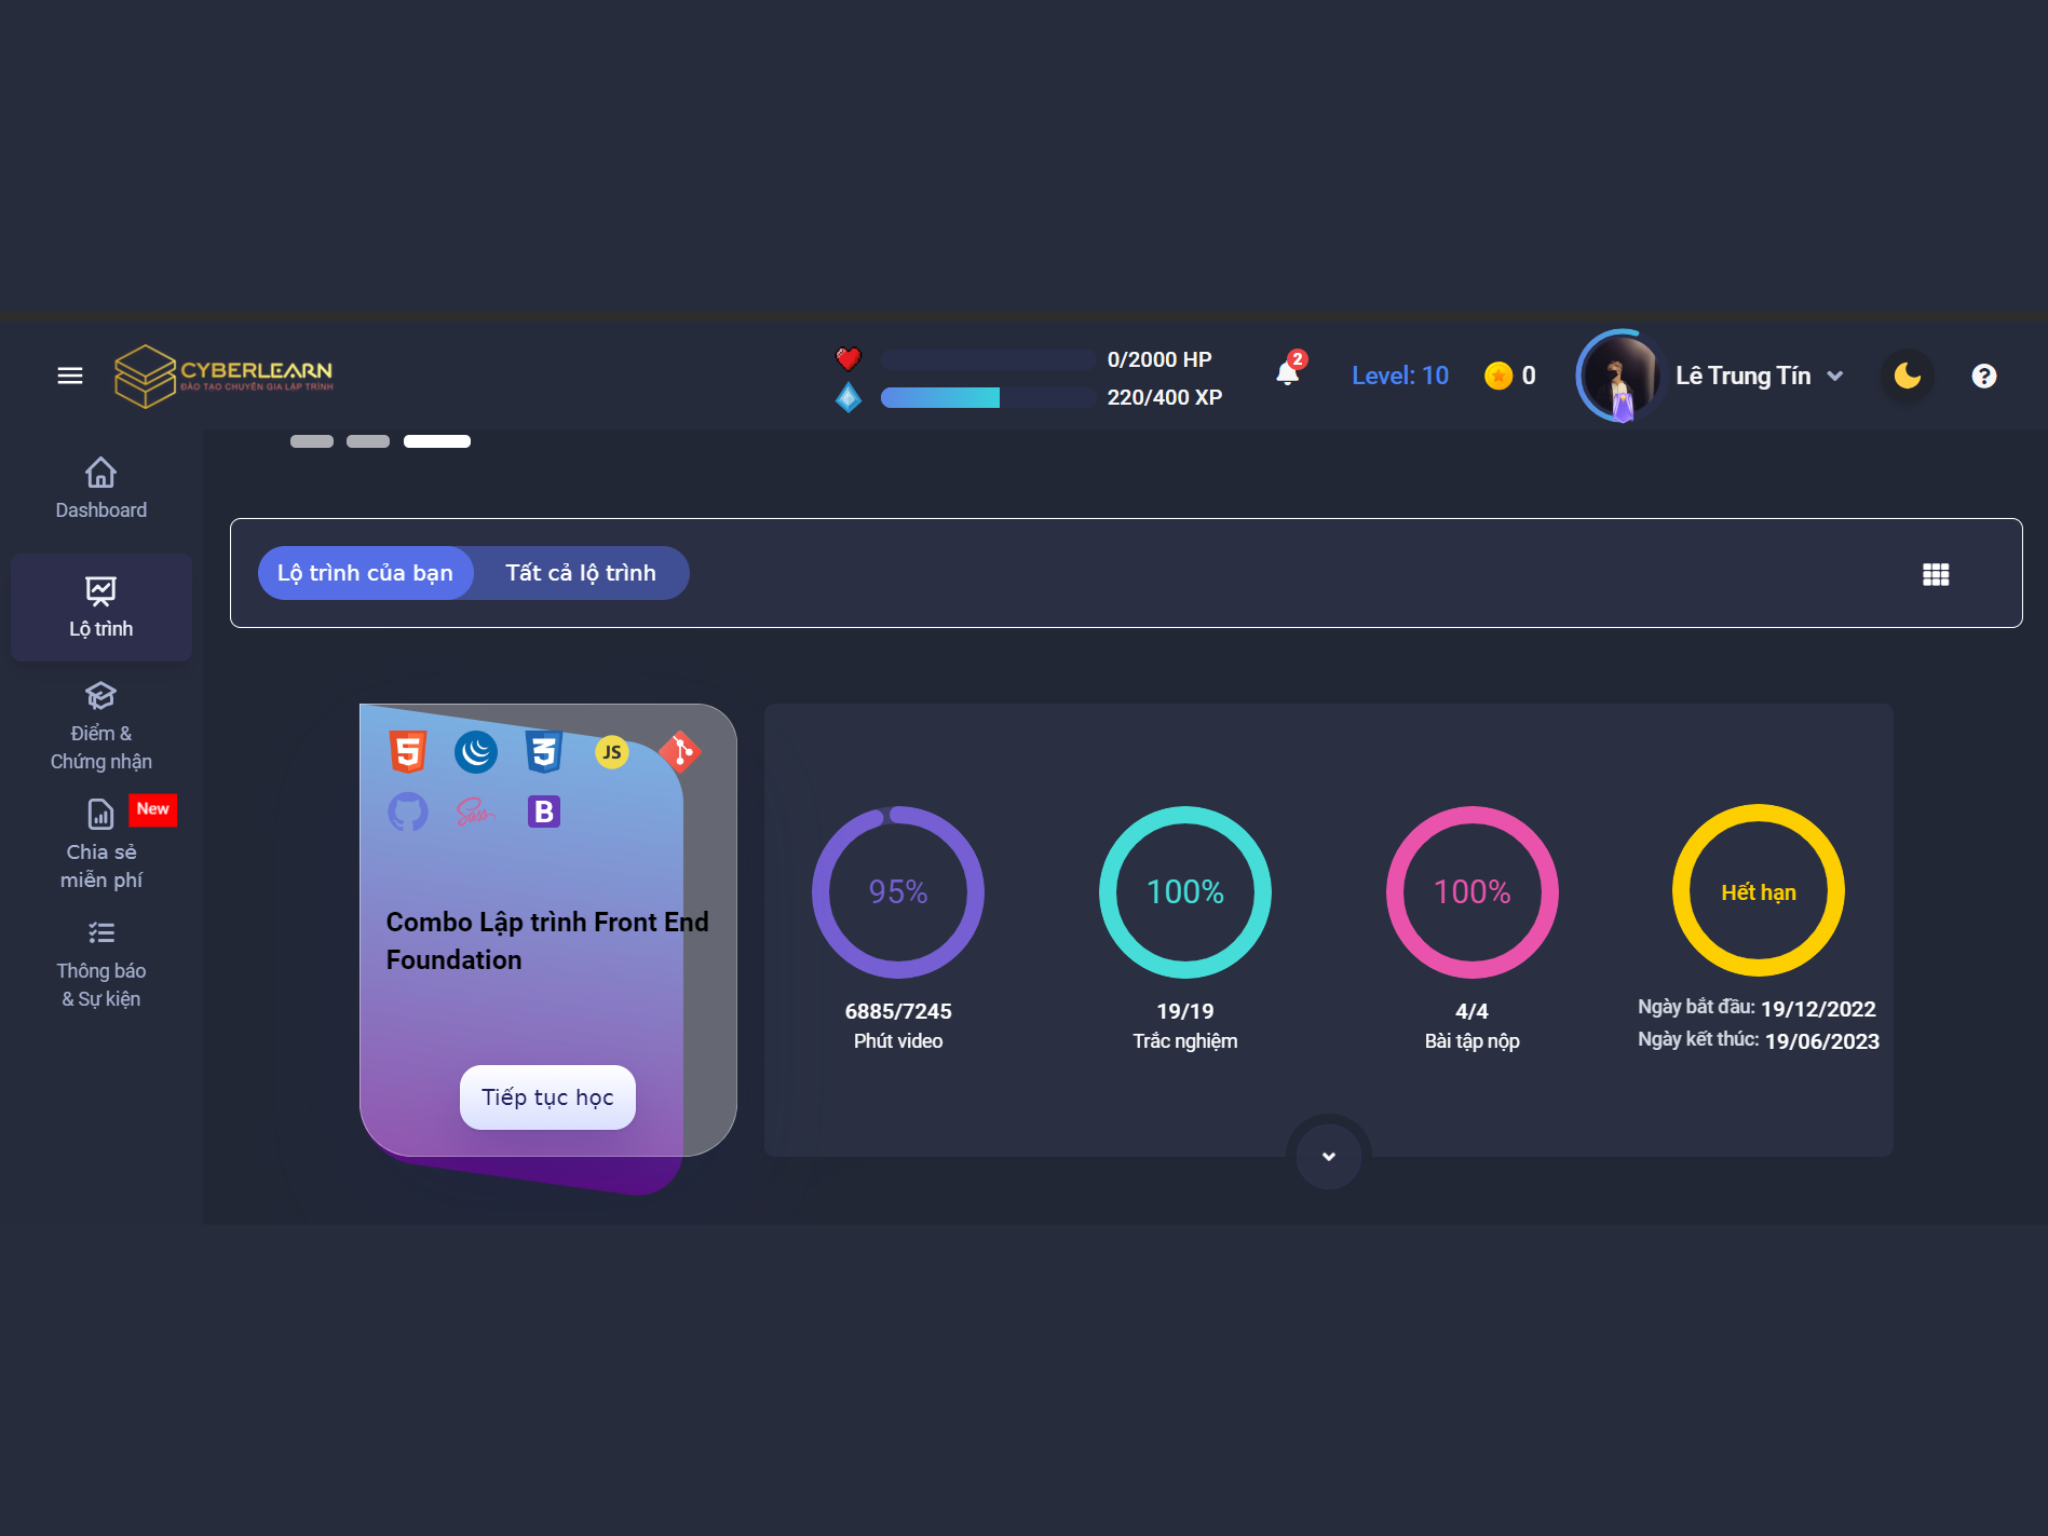 CYBERLEARN
ĐÀO TẠO CHUYÊN GIA LẬP TRÌNH
0/2000 HP
220/400 XP
2
Level: 10
0
Lê Trung Tín
?
Dashboard
Lộ trình
Điểm &
Chứng nhận
New
Chia sẻ
miễn phí
Thông báo
& Sự kiện
Lộ trình của bạn
Tất cả lộ trình
5
3
JS
Sass
B
Combo Lập trình Front End
Foundation
Tiếp tục học
95%
6885/7245
Phút video
100%
19/19
Trắc nghiệm
100%
4/4
Bài tập nộp
Hết hạn
Ngày bắt đầu: 19/12/2022
Ngày kết thúc: 19/06/2023